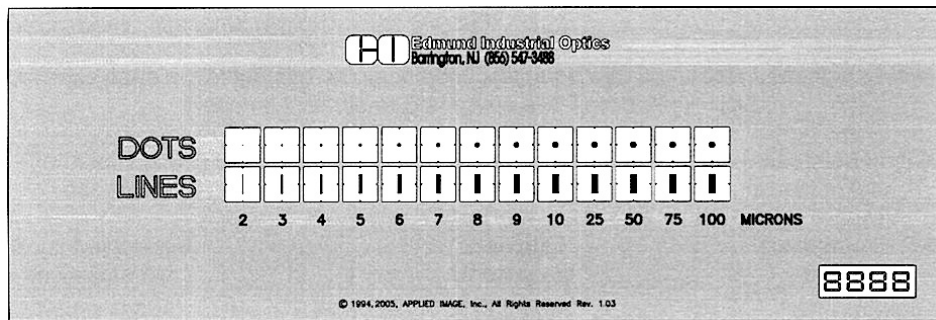 EO Edmund Industrial Optics
Barrington, NJ (856) 547-3488
DOTS
LINES
2 3 4 5 6 7 8 9 10 25 50 75 100 MICRONS
8888
© 1994,2005, APPLIED IMAGE, Inc., All Rights Reserved Rev. 1.03